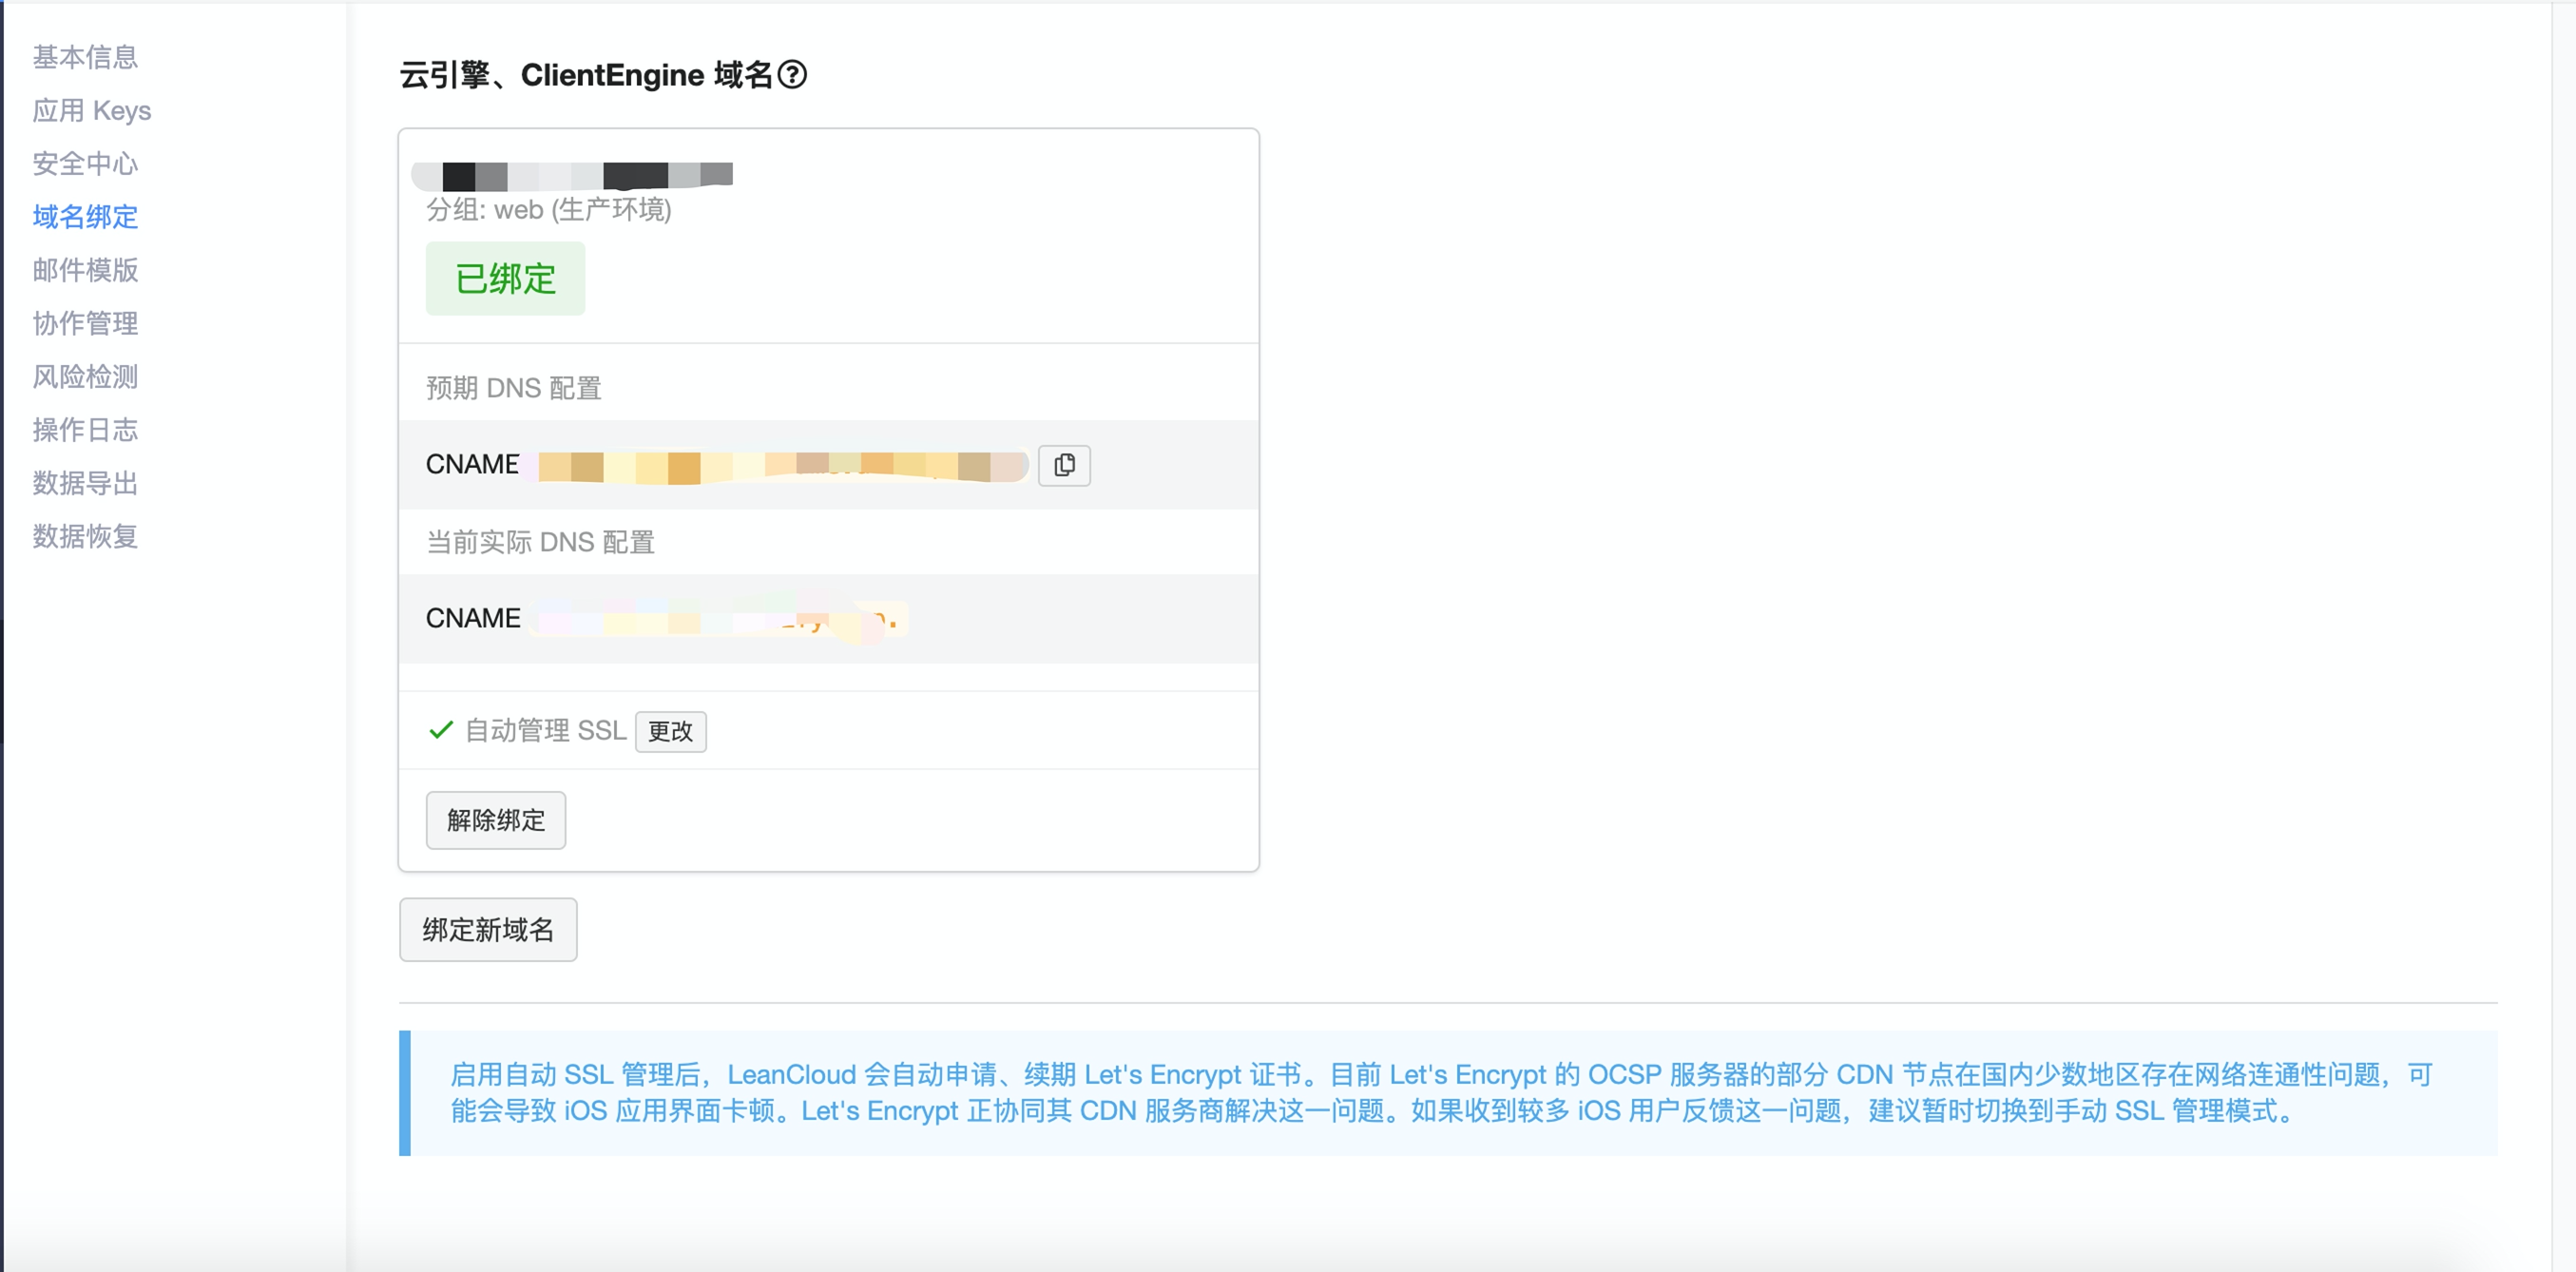 基本信息
应用 Keys
安全中心
域名绑定
邮件模版
协作管理
风险检测
操作日志
数据导出
数据恢复
云引擎、ClientEngine 域名?
分组: web (生产环境)
已绑定
预期 DNS 配置
CNAME
当前实际 DNS 配置
CNAME
自动管理 SSL 更改
解除绑定
绑定新域名
启用自动 SSL 管理后，LeanCloud 会自动申请、续期 Let's Encrypt 证书。目前 Let's Encrypt 的 OCSP 服务器的部分 CDN 节点在国内少数地区存在网络连通性问题，可
能会导致 iOS 应用界面卡顿。Let's Encrypt 正协同其 CDN 服务商解决这一问题。如果收到较多 iOS 用户反馈这一问题，建议暂时切换到手动 SSL 管理模式。